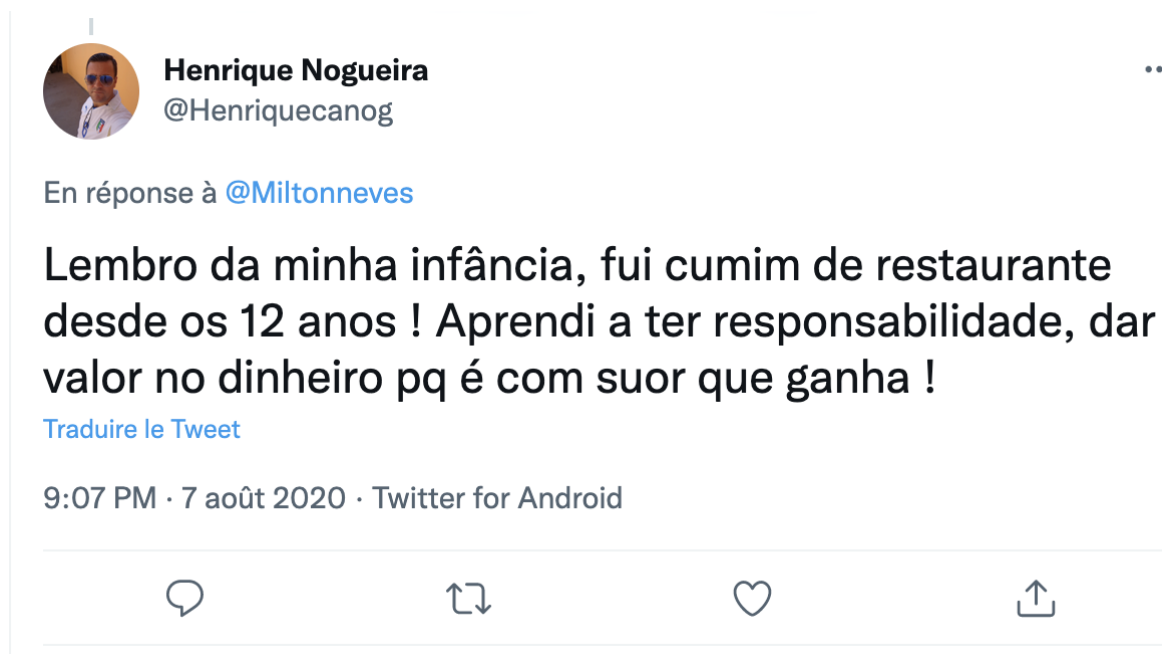 Henrique Nogueira
@Henriquecanog
En réponse à @Miltonneves
Lembro da minha infância, fui cumim de restaurante
desde os 12 anos ! Aprendi a ter responsabilidade, dar
valor no dinheiro pq é com suor que ganha !
Traduire le Tweet
9:07 PM · 7 août 2020 · Twitter for Android